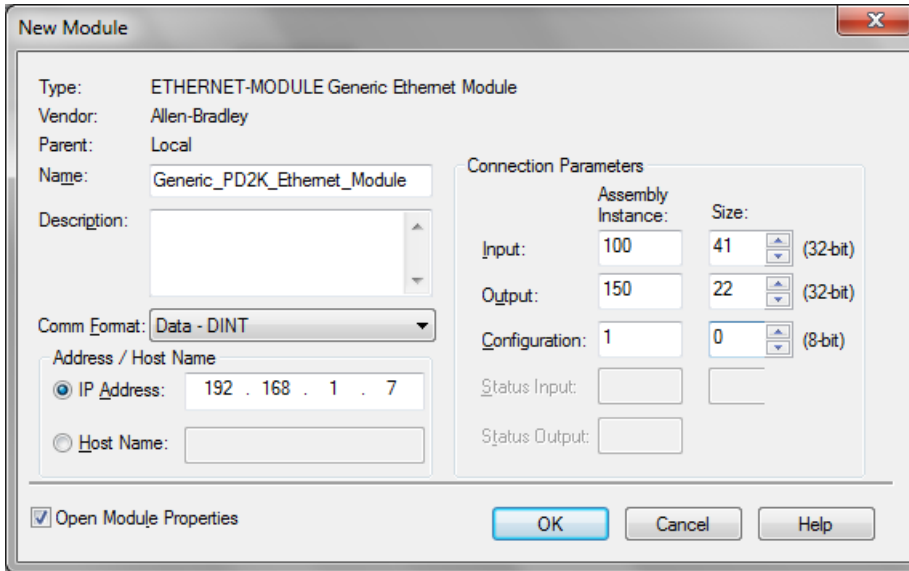 New Module
Type: ETHERNET-MODULE Generic Ethernet Module
Vendor: Allen-Bradley
Parent: Local
Name: Generic_PD2K_Ethernet_Module
Description:
Comm Format: Data - DINT
Address / Host Name
IP Address: 192 . 168 . 1 . 7
Host Name:
Connection Parameters
Assembly Instance: Size:
Input: 100 41 (32-bit)
Output: 150 22 (32-bit)
Configuration: 1 0 (8-bit)
Status Input:
Status Output:
Open Module Properties
OK Cancel Help